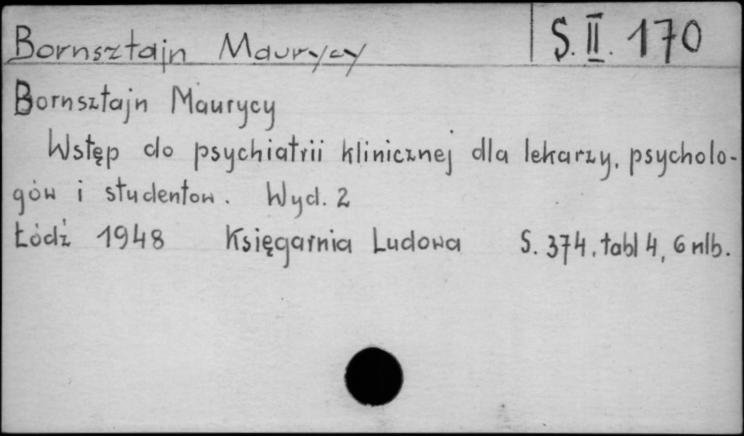 Bornsztajn Maurycy S.II.170
Bornsztajn Maurycy
Wstęp do psychiatrii klinicznej dla lekarzy, psycholo-
gów i studentow. Wyd. 2
Łódź 1948 Księgarnia Ludowa S. 374, tabl 4, 6 nlb.